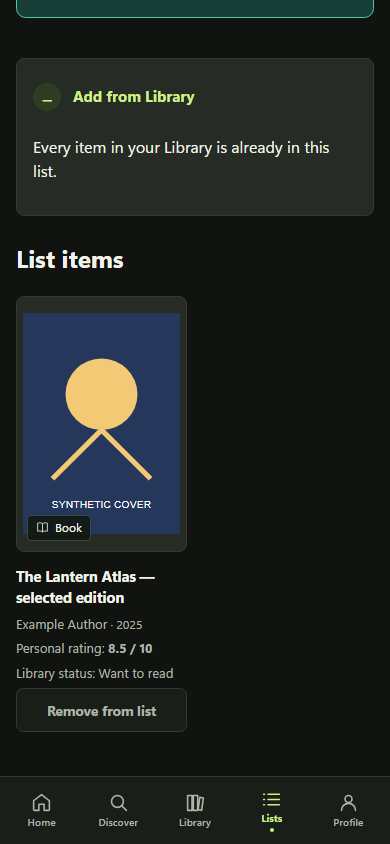 Add from Library
Every item in your Library is already in this
list.
List items
SYNTHETIC COVER
Book
The Lantern Atlas —
selected edition
Example Author · 2025
Personal rating: 8.5 / 10
Library status: Want to read
Remove from list
Home
Discover
Library
Lists
Profile